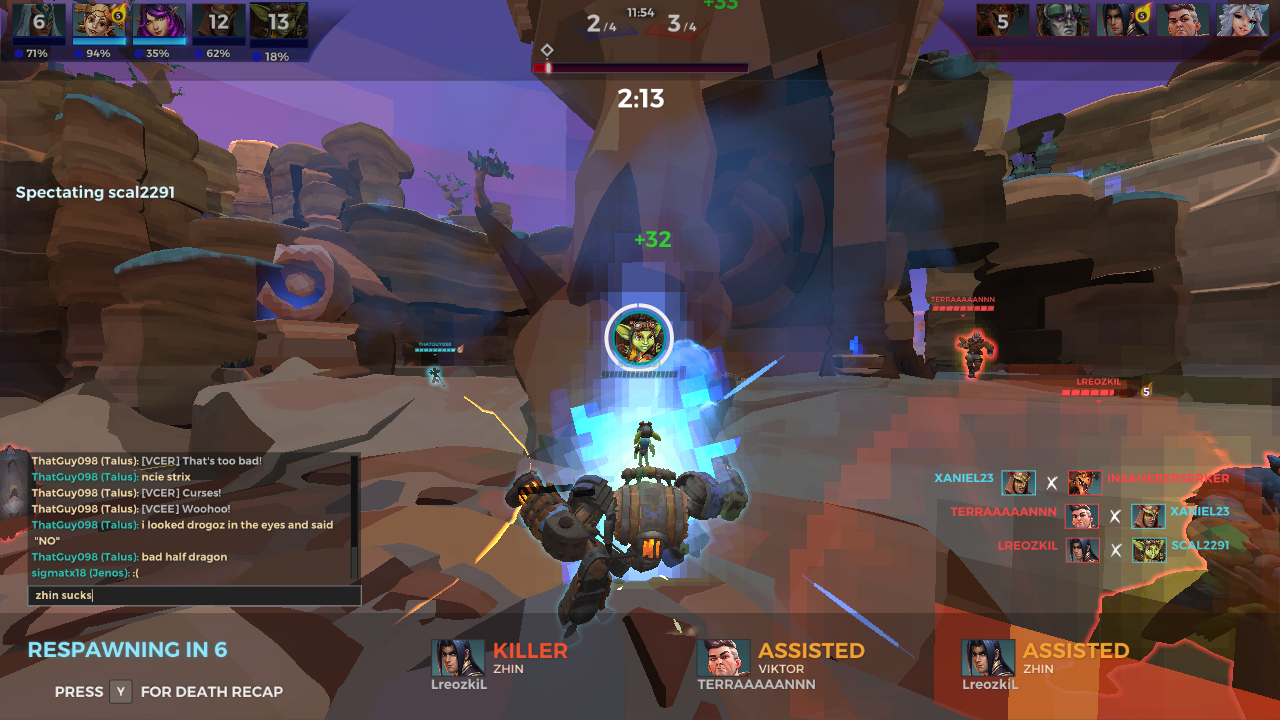 6
5
12
13
71%
94%
35%
62%
18%
2/4
11:54
3/4
+33
5
5
2:13
Spectating scal2291
+32
THATGUY098
TERRAAAAANNN
LREOZKIL
5
XANIEL23 X INSANEBESERKER
TERRAAAAANNN X XANIEL23
LREOZKIL X SCAL2291
ThatGuy098 (Talus): [VCER] That's too bad!
ThatGuy098 (Talus): ncie strix
ThatGuy098 (Talus): [VCER] Curses!
ThatGuy098 (Talus): [VCEE] Woohoo!
ThatGuy098 (Talus): i looked drogoz in the eyes and said
"NO"
ThatGuy098 (Talus): bad half dragon
sigmatx18 (Jenos): :(
zhin sucks
RESPAWNING IN 6
PRESS Y FOR DEATH RECAP
KILLER
ZHIN
LreozkiL
ASSISTED
VIKTOR
TERRAAAAANNN
ASSISTED
ZHIN
LreozkiL